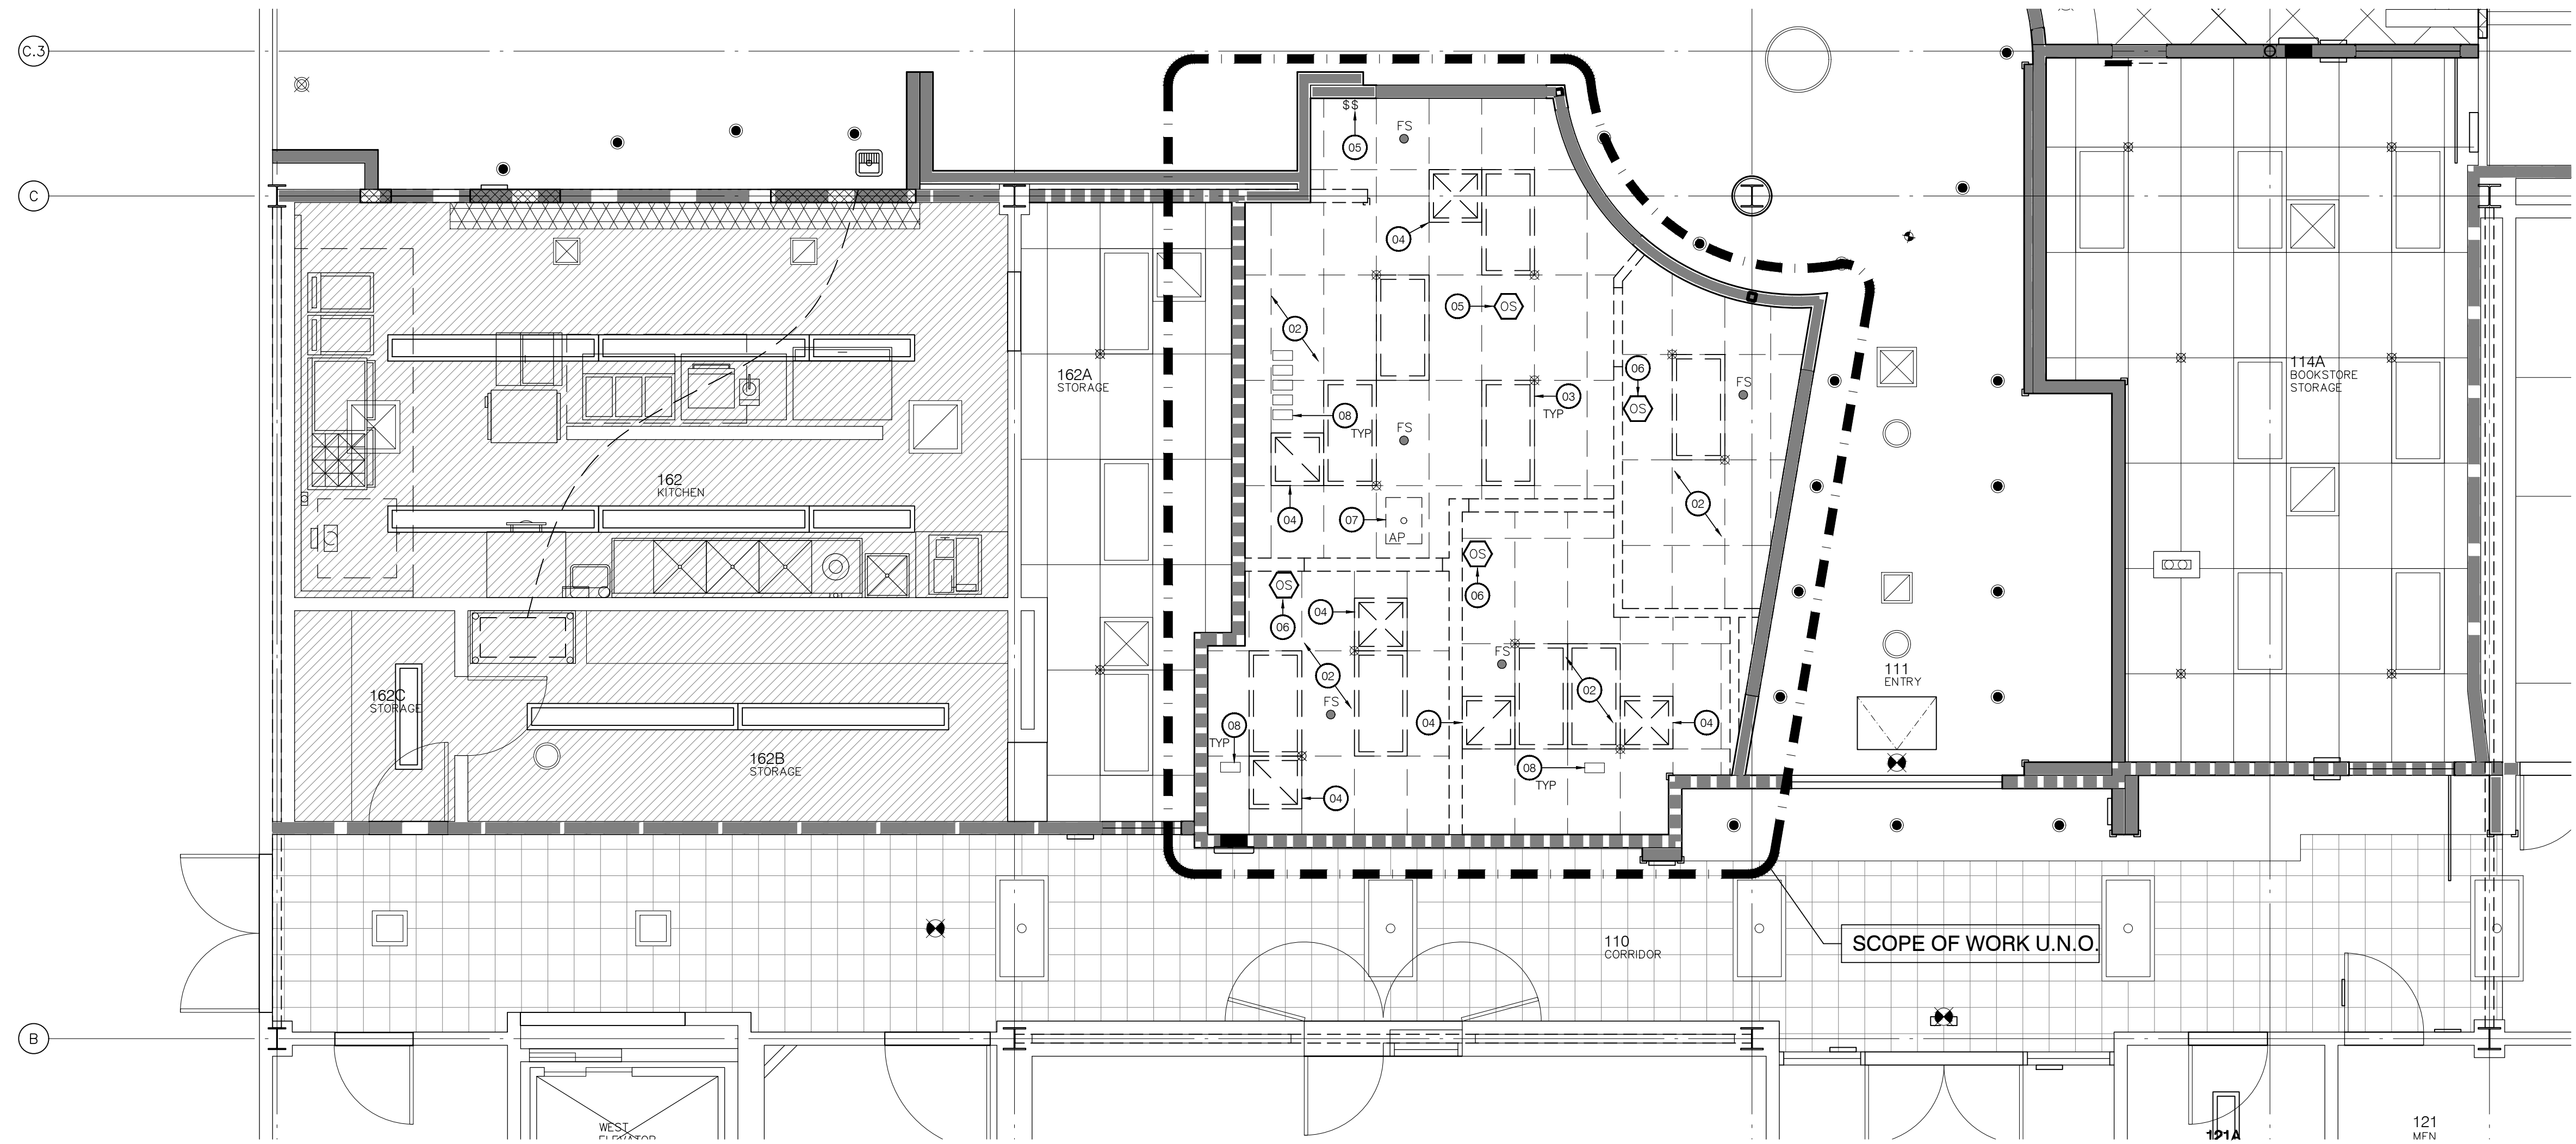 C.3
$$
FS
05
C
04
05
OS
02
162A
STORAGE
06
FS
114A
BOOKSTORE
STORAGE
03
TYP
OS
08
TYP
FS
162
KITCHEN
02
04
07
AP
OS
OS
06
04
06
FS
111
ENTRY
162C
STORAGE
02
02
FS
08
TYP
04
04
162B
STORAGE
08
TYP
04
SCOPE OF WORK U.N.O.
110
CORRIDOR
B
WEST
ELEVATOR
121
MEN
121A